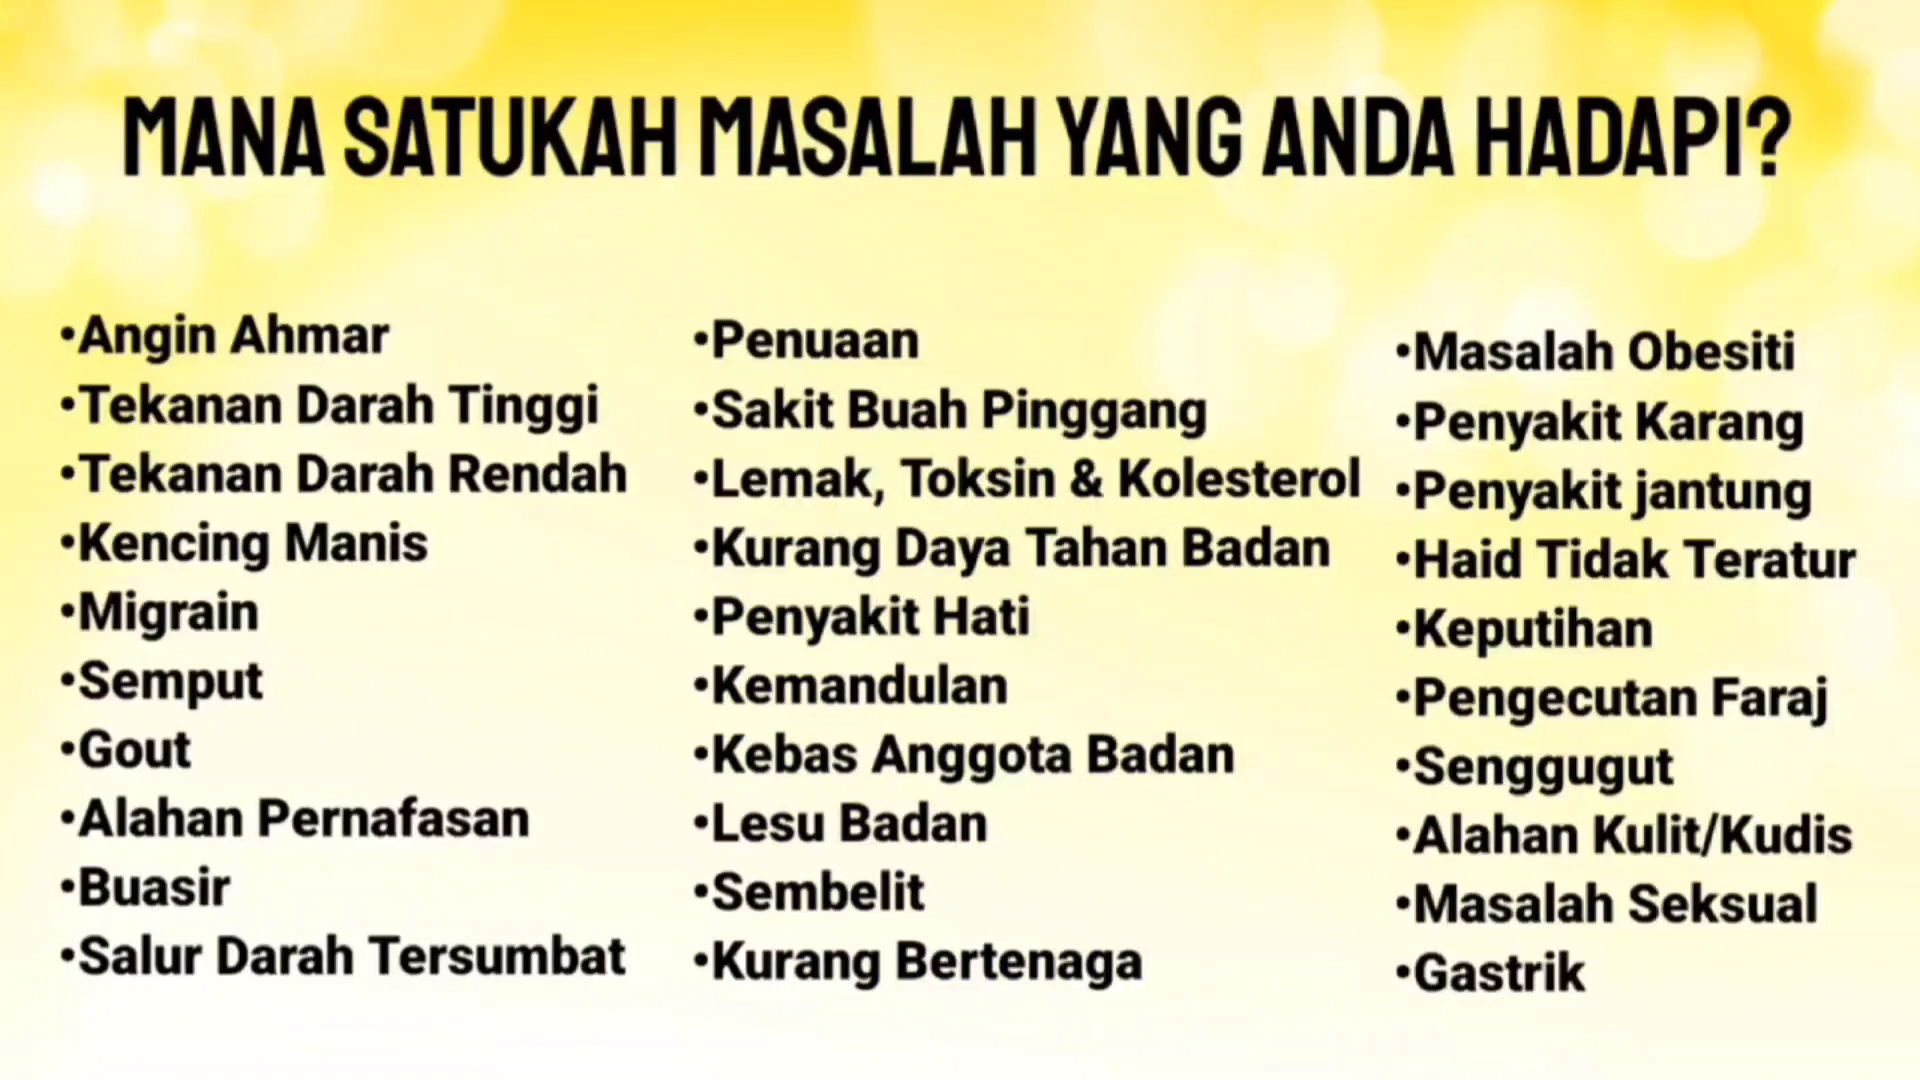 MANA SATUKAH MASALAH YANG ANDA HADAPI?
•Angin Ahmar
•Tekanan Darah Tinggi
•Tekanan Darah Rendah
•Kencing Manis
•Migrain
•Semput
•Gout
•Alahan Pernafasan
•Buasir
•Salur Darah Tersumbat
•Penuaan
•Sakit Buah Pinggang
•Lemak, Toksin & Kolesterol
•Kurang Daya Tahan Badan
•Penyakit Hati
•Kemandulan
•Kebas Anggota Badan
•Lesu Badan
•Sembelit
•Kurang Bertenaga
•Masalah Obesiti
•Penyakit Karang
•Penyakit jantung
•Haid Tidak Teratur
•Keputihan
•Pengecutan Faraj
•Senggugut
•Alahan Kulit/Kudis
•Masalah Seksual
•Gastrik